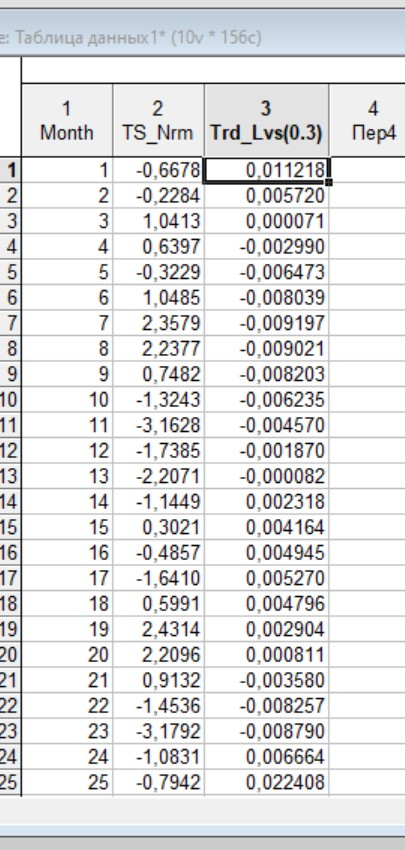 е: Таблица данных1* (10v * 156c)
1 2 3 4
Month TS_Nrm Trd_Lvs(0.3) Пер4
1 1 -0,6678 0,011218
2 2 -0,2284 0,005720
3 3 1,0413 0,000071
4 4 0,6397 -0,002990
5 5 -0,3229 -0,006473
6 6 1,0485 -0,008039
7 7 2,3579 -0,009197
8 8 2,2377 -0,009021
9 9 0,7482 -0,008203
10 10 -1,3243 -0,006235
11 11 -3,1628 -0,004570
12 12 -1,7385 -0,001870
13 13 -2,2071 -0,000082
14 14 -1,1449 0,002318
15 15 0,3021 0,004164
16 16 -0,4857 0,004945
17 17 -1,6410 0,005270
18 18 0,5991 0,004796
19 19 2,4314 0,002904
20 20 2,2096 0,000811
21 21 0,9132 -0,003580
22 22 -1,4536 -0,008257
23 23 -3,1792 -0,008790
24 24 -1,0831 0,006664
25 25 -0,7942 0,022408